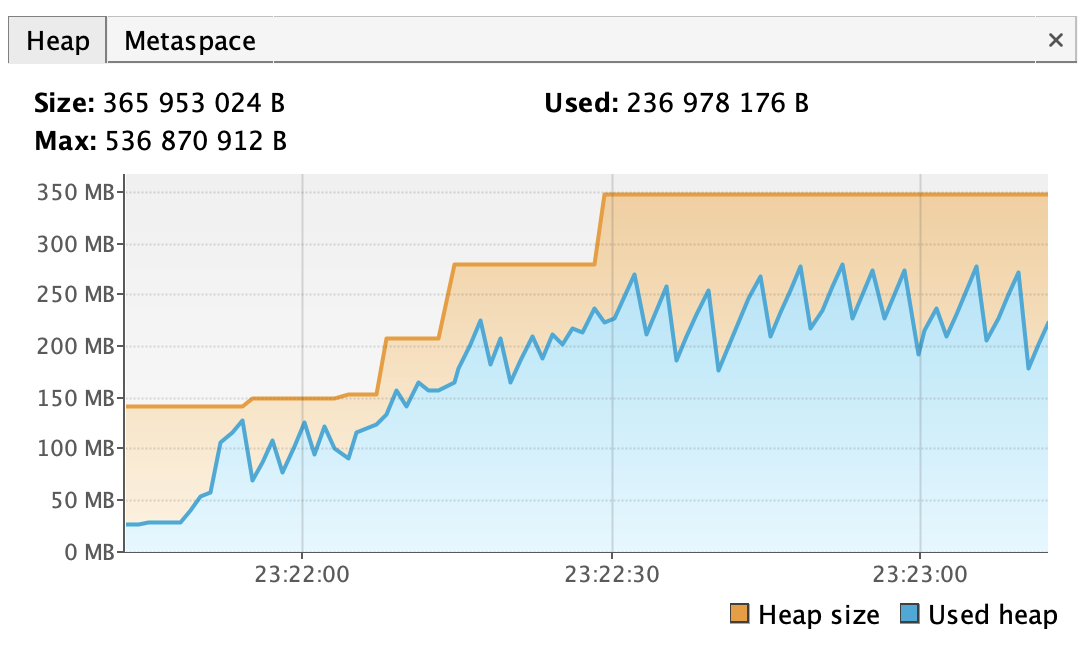 Heap Metaspace ×
Size: 365 953 024 B Used: 236 978 176 B
Max: 536 870 912 B
350 MB
300 MB
250 MB
200 MB
150 MB
100 MB
50 MB
0 MB
23:22:00 23:22:30 23:23:00
Heap size Used heap